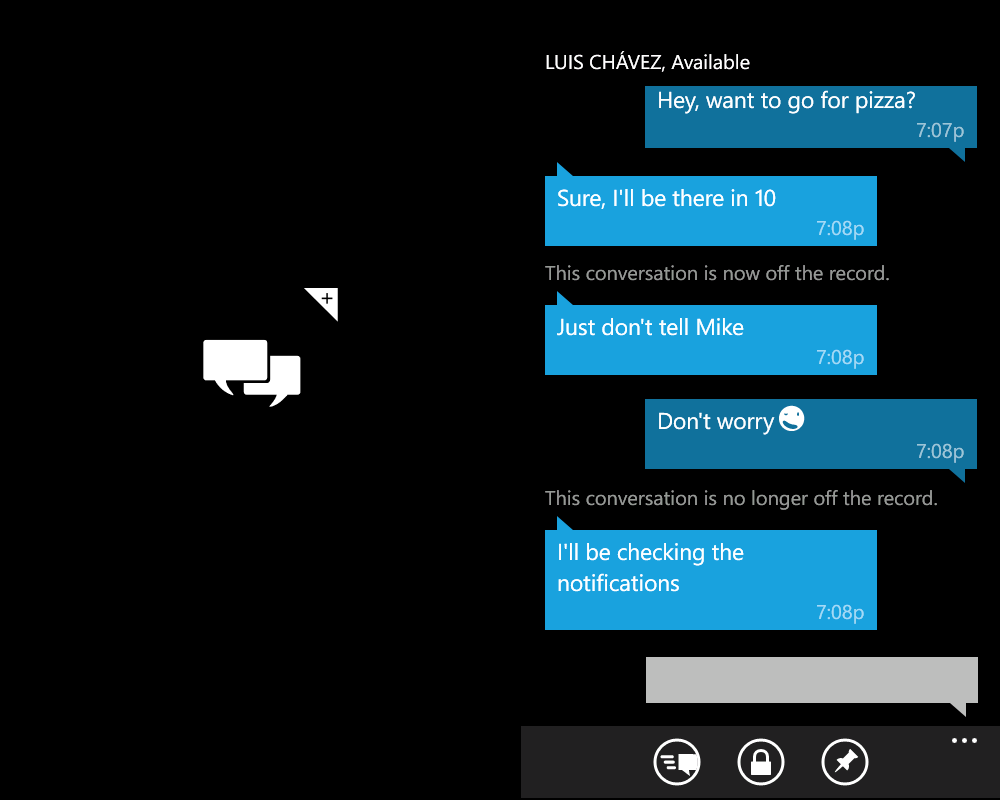 LUIS CHÁVEZ, Available
Hey, want to go for pizza?
7:07p
Sure, I'll be there in 10
7:08p
This conversation is now off the record.
Just don't tell Mike
7:08p
Don't worry
7:08p
This conversation is no longer off the record.
I'll be checking the
notifications
7:08p